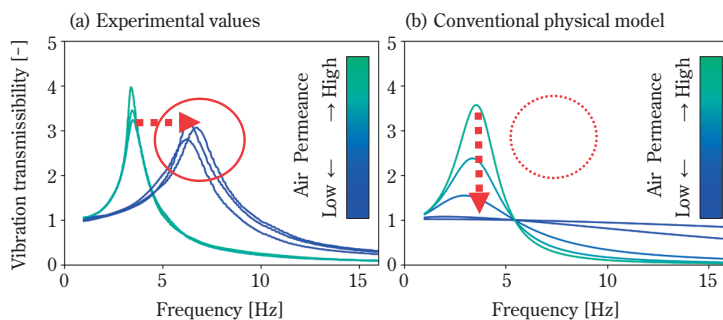 (a) Experimental values
Vibration transmissibility [–]
5
4
3
2
1
0
0
5
10
15
Frequency [Hz]
Air Permeance
Low ← → High
(b) Conventional physical model
5
4
3
2
1
0
0
5
10
15
Frequency [Hz]
Air Permeance
Low ← → High